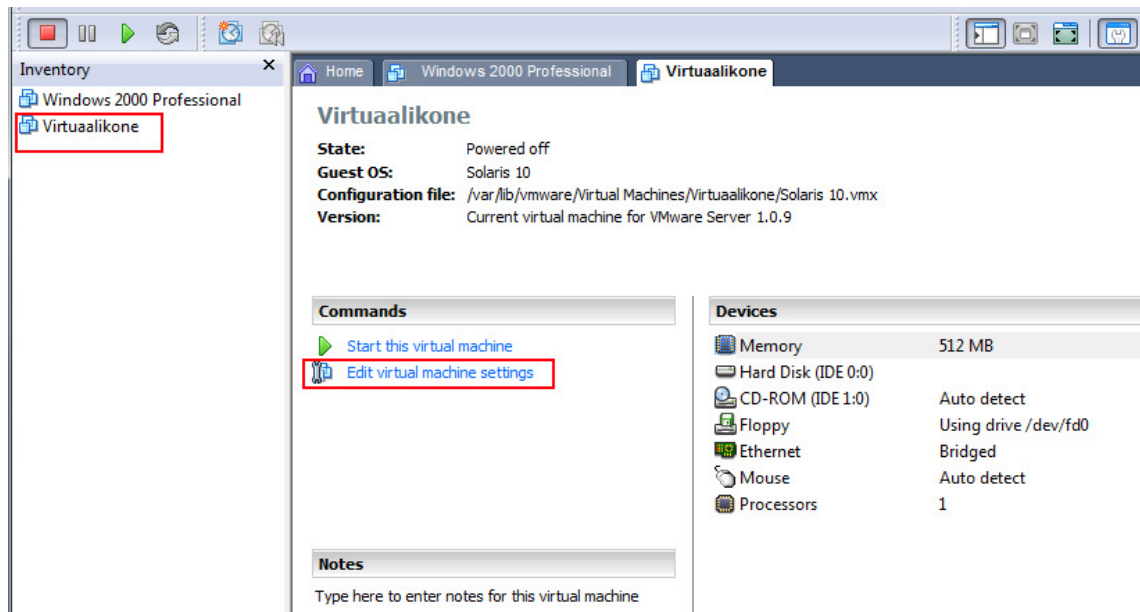 Inventory x
Home Windows 2000 Professional Virtuaalikone
Windows 2000 Professional
Virtuaalikone
Virtuaalikone
State: Powered off
Guest OS: Solaris 10
Configuration file: /var/lib/vmware/Virtual Machines/Virtuaalikone/Solaris 10.vmx
Version: Current virtual machine for VMware Server 1.0.9
Commands
Start this virtual machine
Edit virtual machine settings
Devices
Memory 512 MB
Hard Disk (IDE 0:0)
CD-ROM (IDE 1:0) Auto detect
Floppy Using drive /dev/fd0
Ethernet Bridged
Mouse Auto detect
Processors 1
Notes
Type here to enter notes for this virtual machine